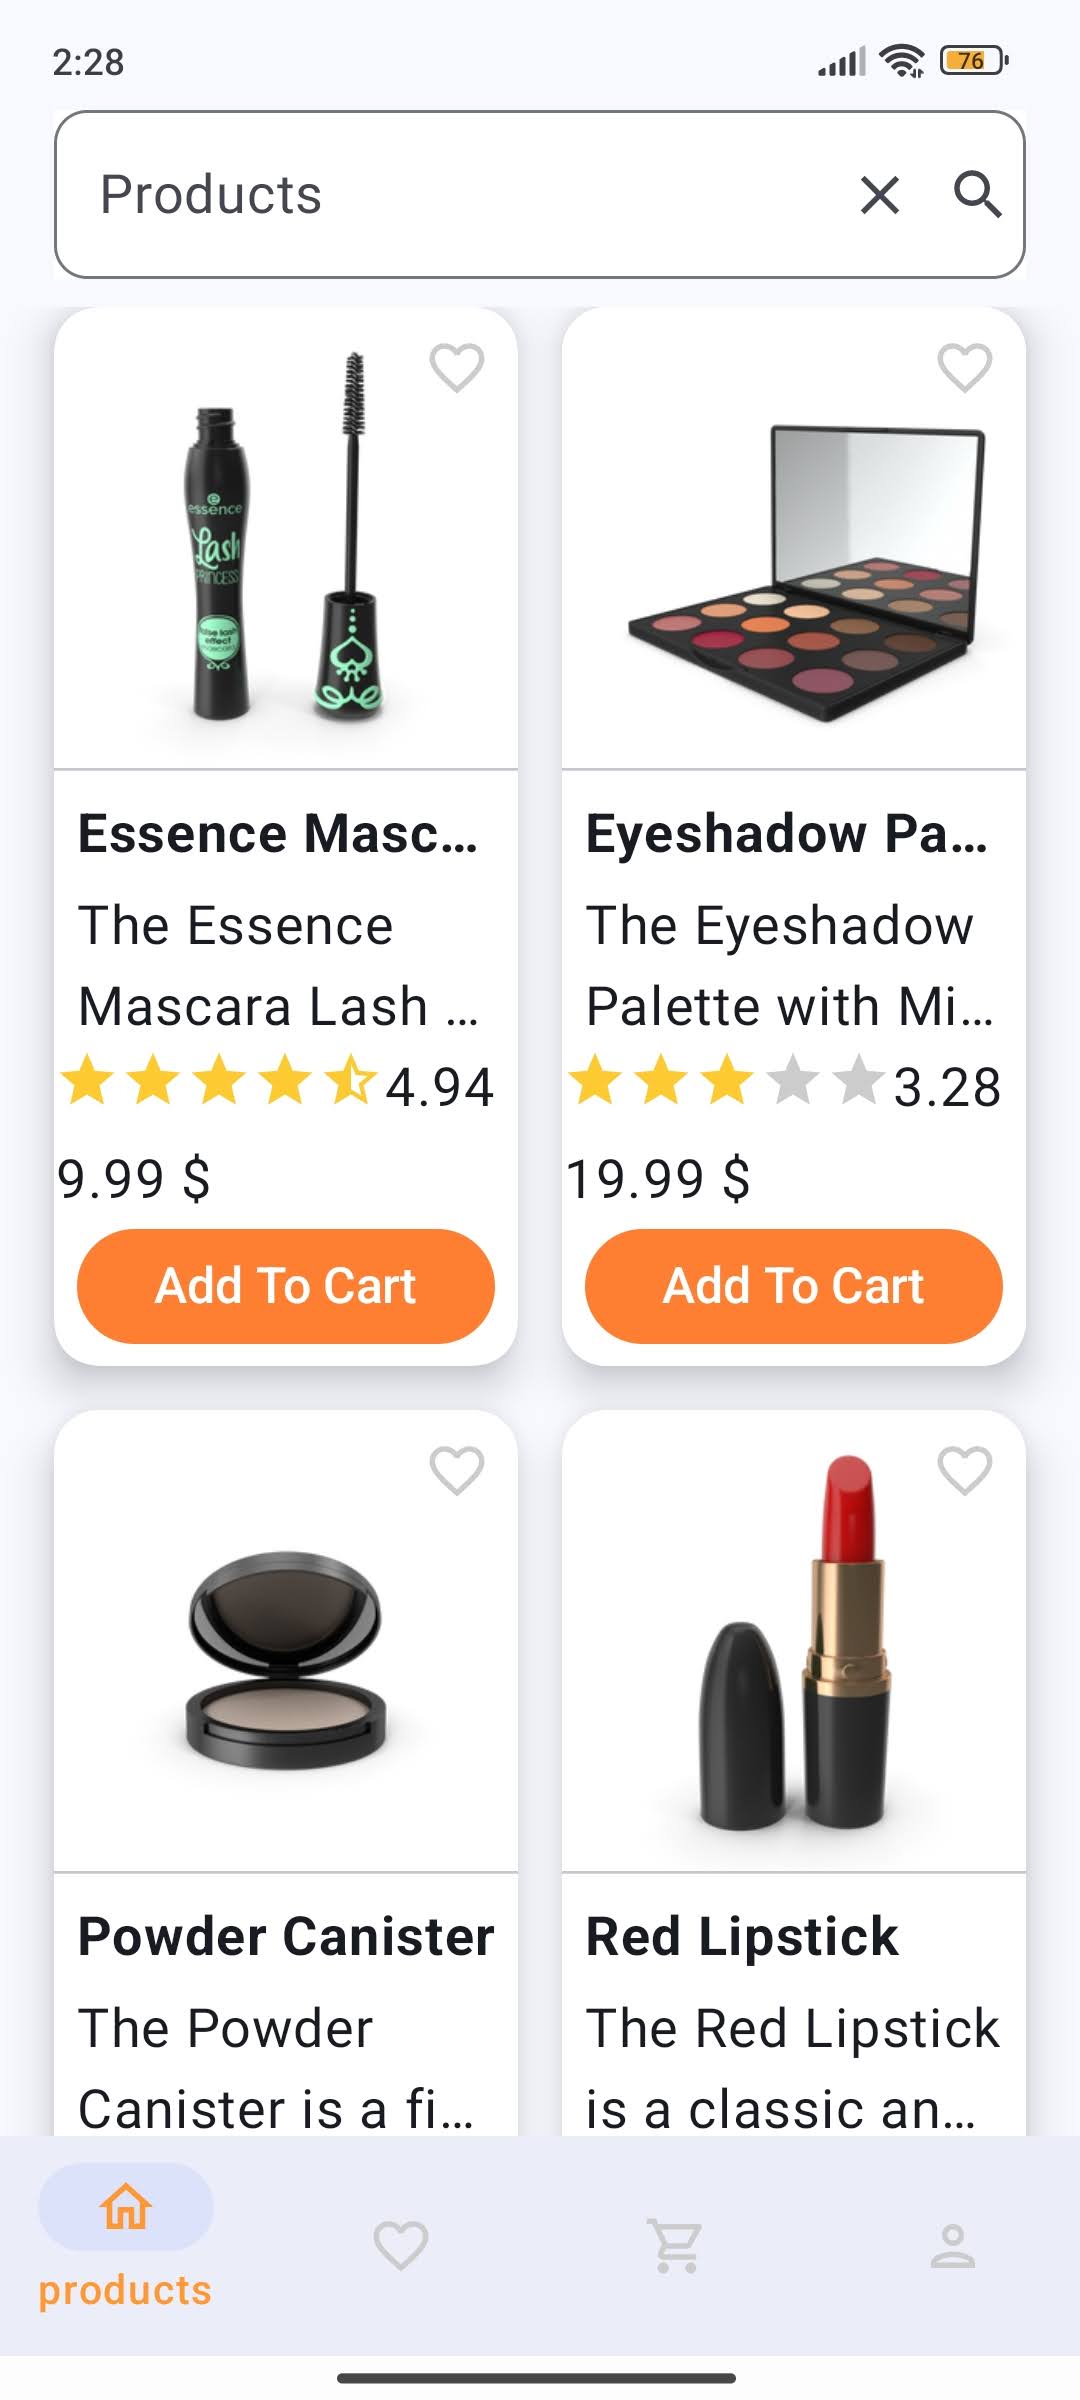 2:28
76
Products
essence
Lash
PRINCESS
false lash
effect
Essence Masc...
The Essence
Mascara Lash ...
4.94
9.99 $
Add To Cart
Eyeshadow Pa...
The Eyeshadow
Palette with Mi...
3.28
19.99 $
Add To Cart
Powder Canister
The Powder
Canister is a fi...
Red Lipstick
The Red Lipstick
is a classic an...
products